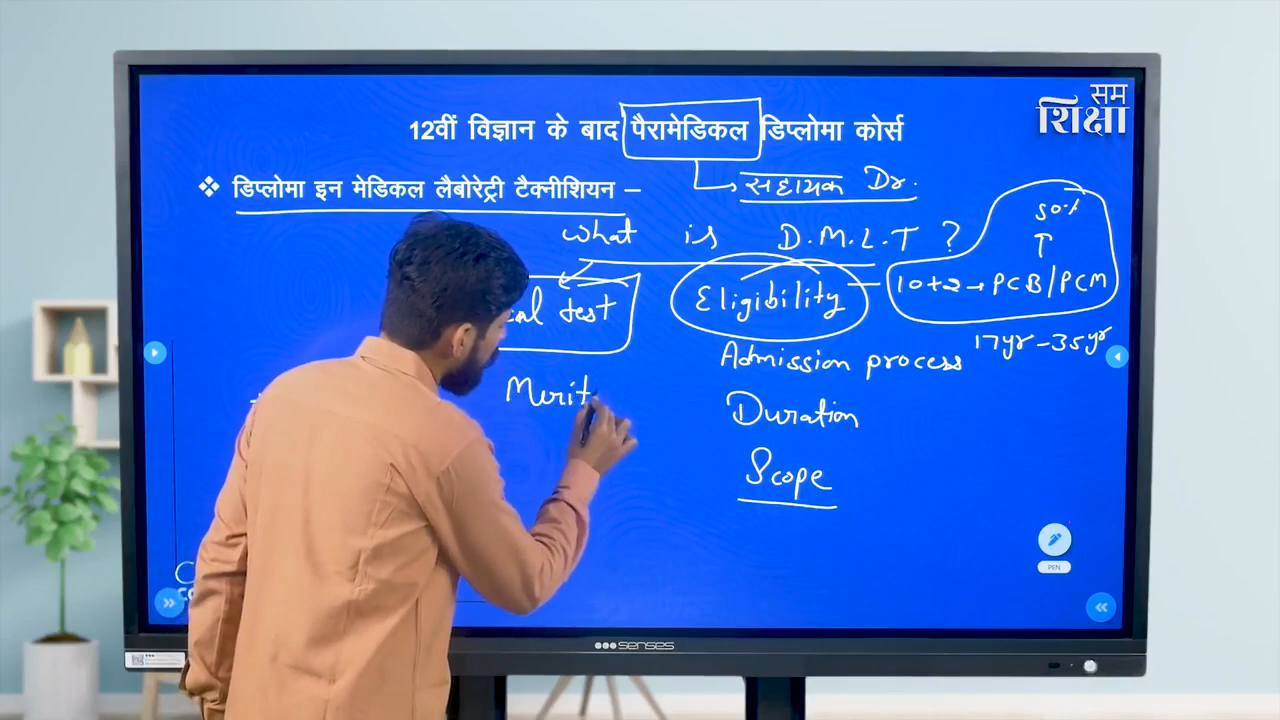 सम
शिक्षा
12वीं विज्ञान के बाद पैरामेडिकल डिप्लोमा कोर्स
सहायक Dr.
❖ डिप्लोमा इन मेडिकल लैबोरेट्री टैक्नीशियन –
What is D.M.L.T ?
50%
test
Eligibility
10+2 → PCB/PCM
17yr – 35yr
Admission process
Merit
Duration
Scope
PEN
senses